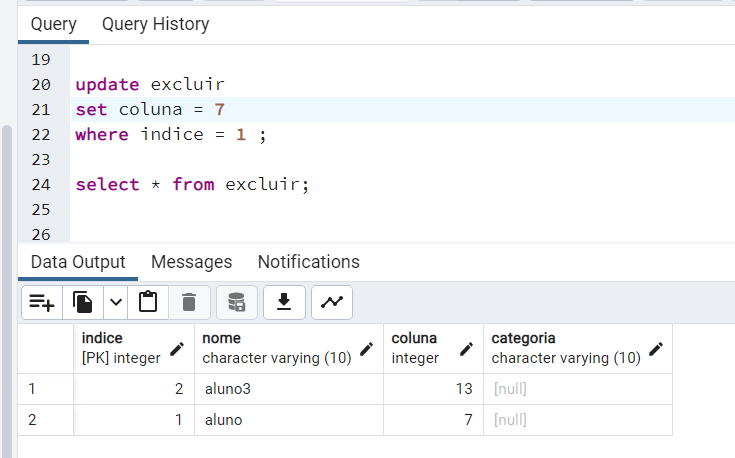 Query Query History
19
20 update excluir
21 set coluna = 7
22 where indice = 1 ;
23
24 select * from excluir;
25
26
Data Output Messages Notifications
indice nome coluna categoria
[PK] integer character varying (10) integer character varying (10)
1 2 aluno3 13 [null]
2 1 aluno 7 [null]